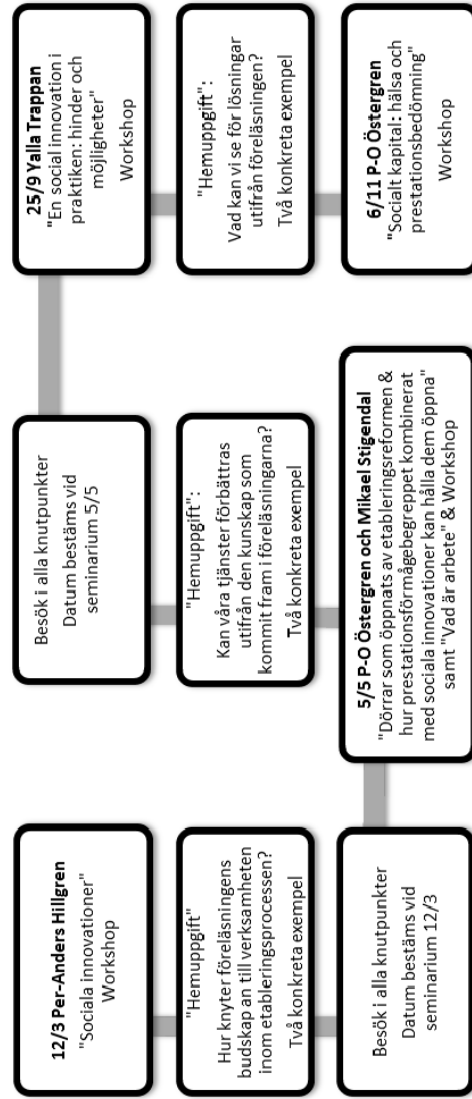 12/3 Per-Anders Hillgren
"Sociala innovationer"
Workshop
"Hemuppgift"
Hur knyter föreläsningens
budskap an till verksamheten
inom etableringsprocessen?
Två konkreta exempel
Besök i alla knutpunkter
Datum bestäms vid
seminarium 12/3
5/5 P-O Östergren och Mikael Stigendal
"Dörrar som öppnats av etableringsreformen &
hur prestationsförmågebegreppet kombinerat
med sociala innovationer kan hålla dem öppna"
samt "Vad är arbete" & Workshop
"Hemuppgift":
Kan våra tjänster förbättras
utifrån den kunskap som
kommit fram i föreläsningarna?
Två konkreta exempel
Besök i alla knutpunkter
Datum bestäms vid
seminarium 5/5
25/9 Yalla Trappan
"En social innovation i
praktiken: hinder och
möjligheter"
Workshop
"Hemuppgift":
Vad kan vi se för lösningar
utifrån föreläsningen?
Två konkreta exempel
6/11 P-O Östergren
"Socialt kapital: hälsa och
prestationsbedömning"
Workshop